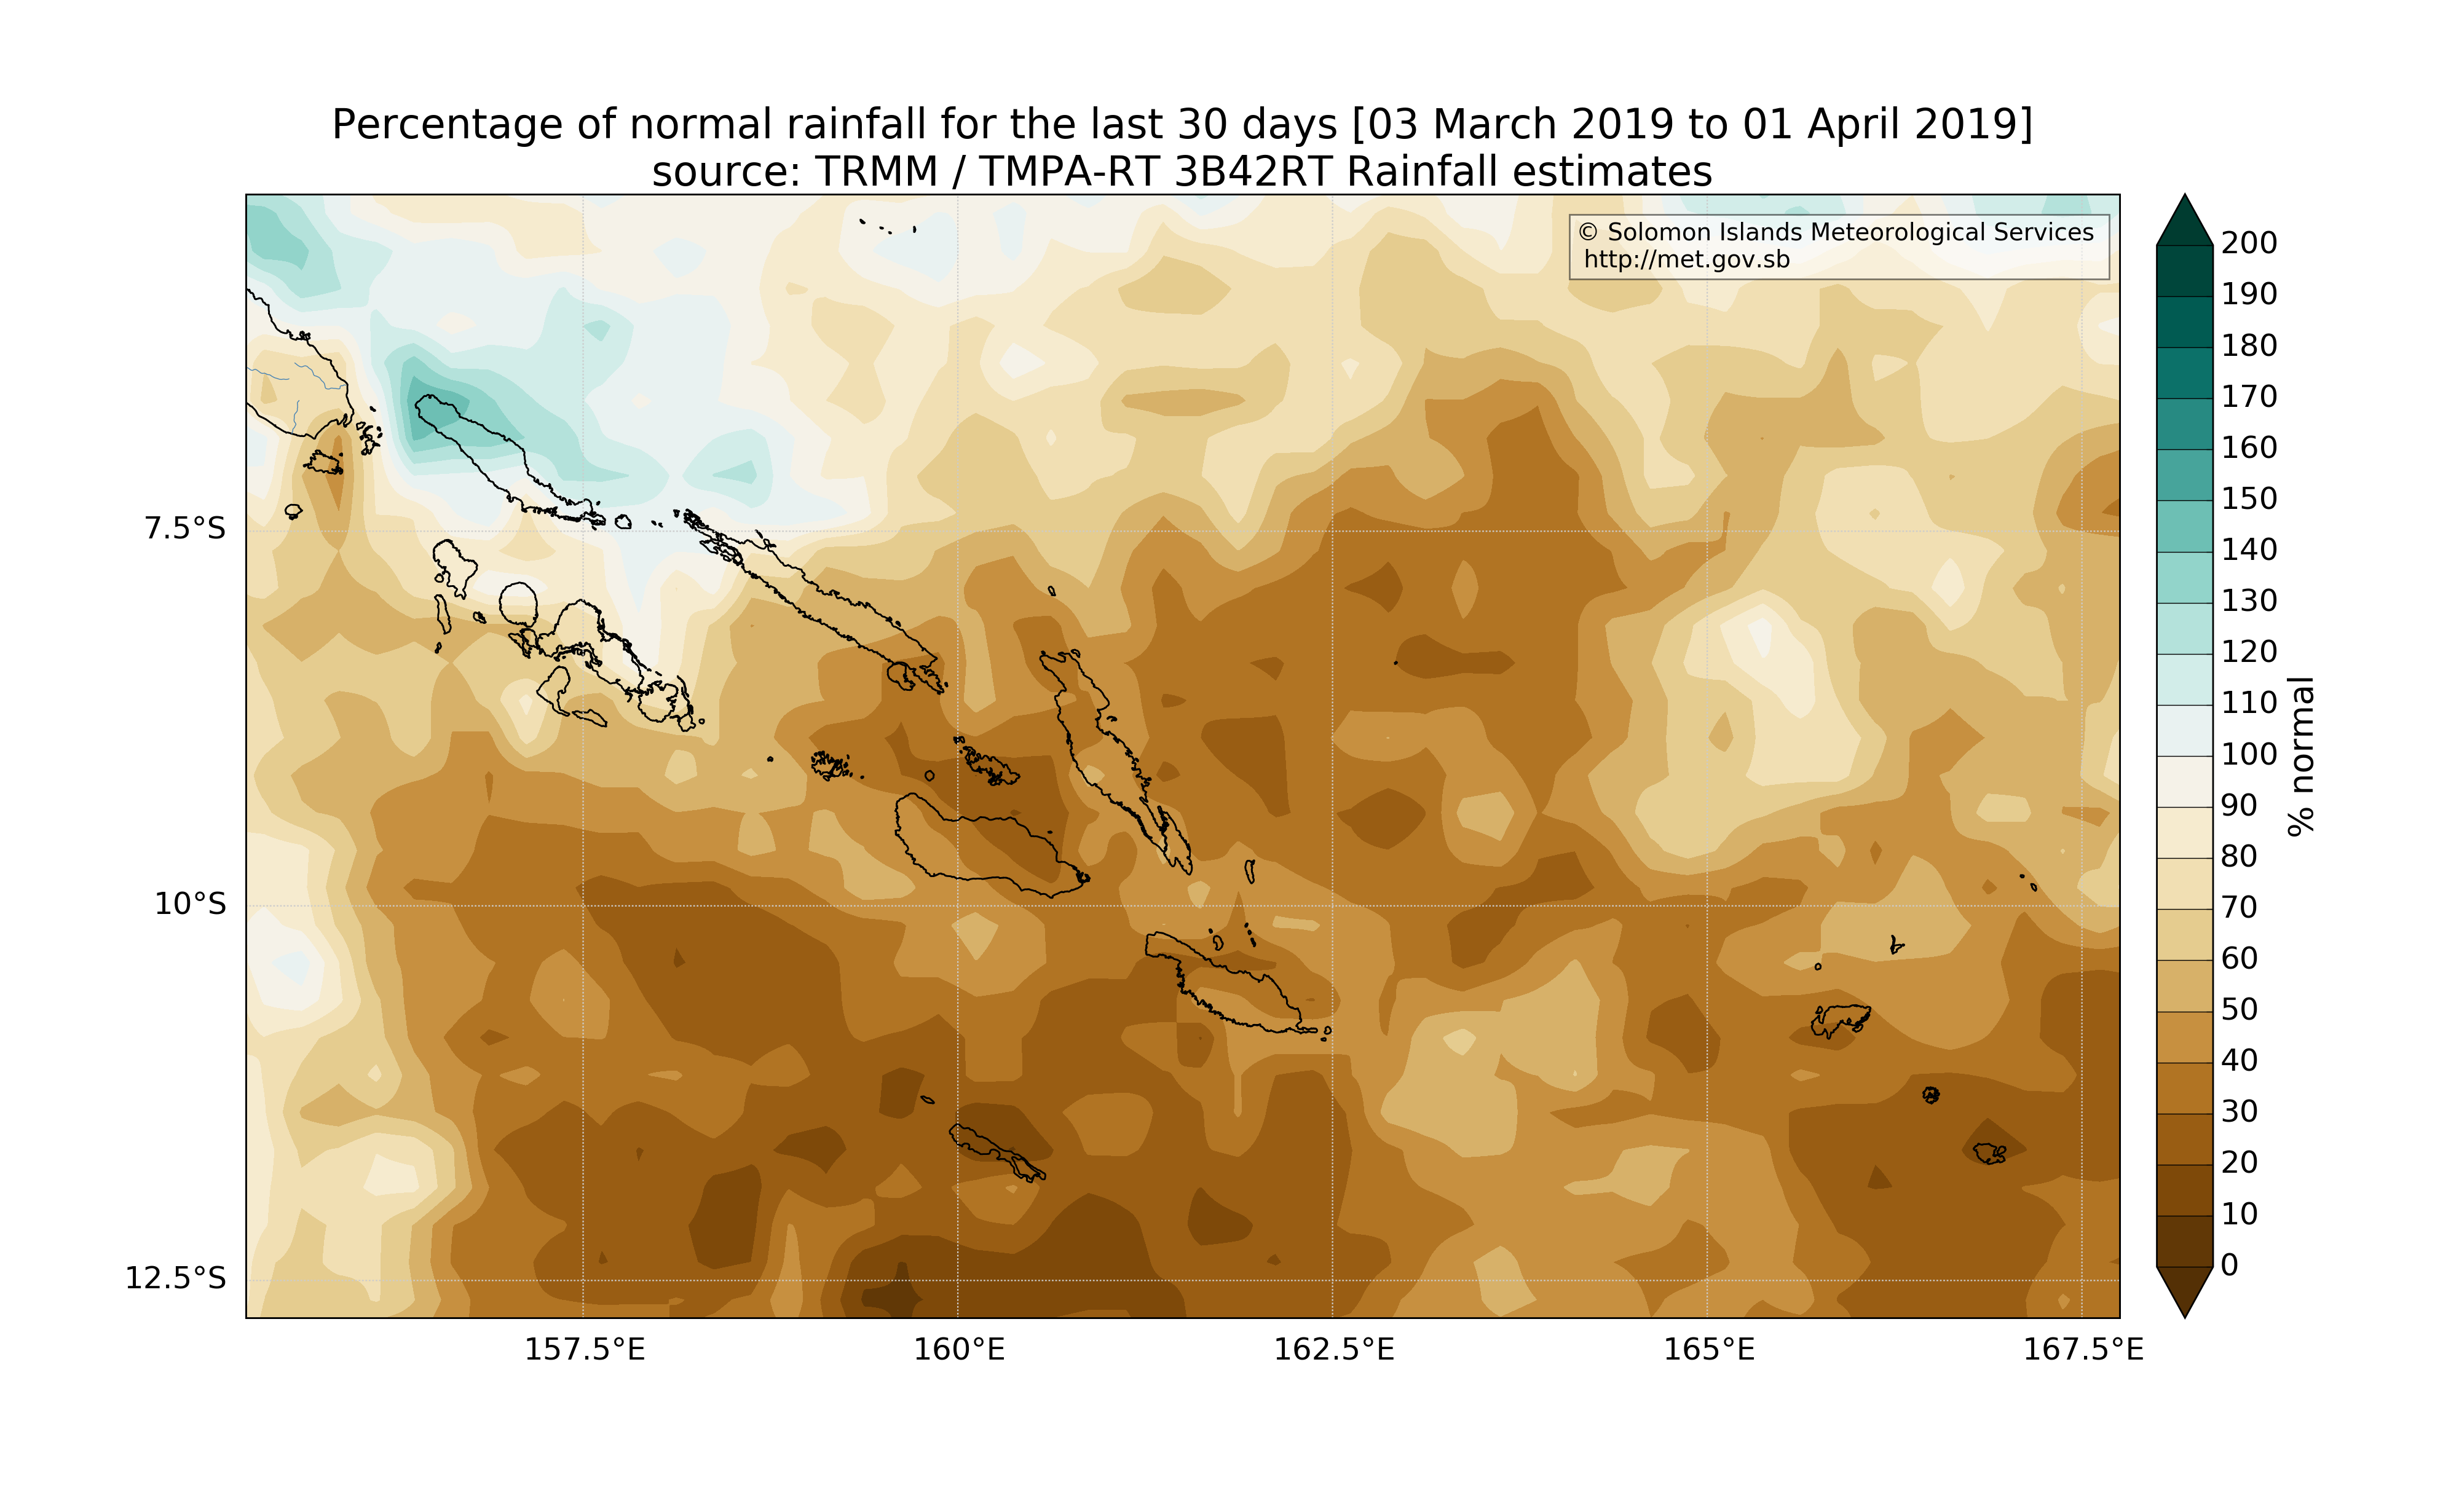 Percentage of normal rainfall for the last 30 days [03 March 2019 to 01 April 2019]
source: TRMM / TMPA-RT 3B42RT Rainfall estimates
© Solomon Islands Meteorological Services
http://met.gov.sb
7.5°S
10°S
12.5°S
157.5°E
160°E
162.5°E
165°E
167.5°E
200
190
180
170
160
150
140
130
120
110
100
90
80
70
60
50
40
30
20
10
0
% normal